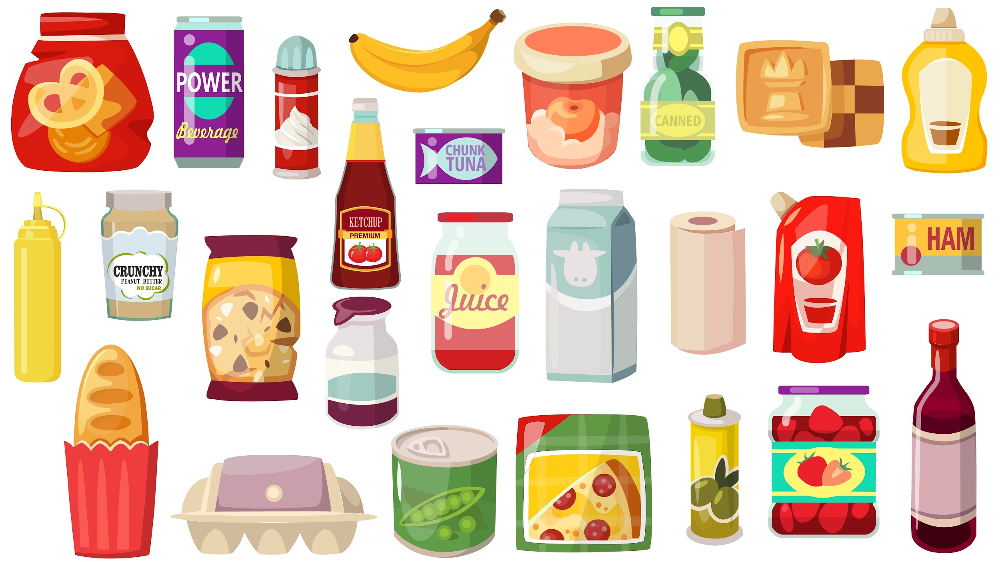 POWER
Beverage
CANNED
CHUNK
TUNA
KETCHUP
PREMIUM
CRUNCHY
PEANUT BUTTER
NO SUGAR
Juice
HAM